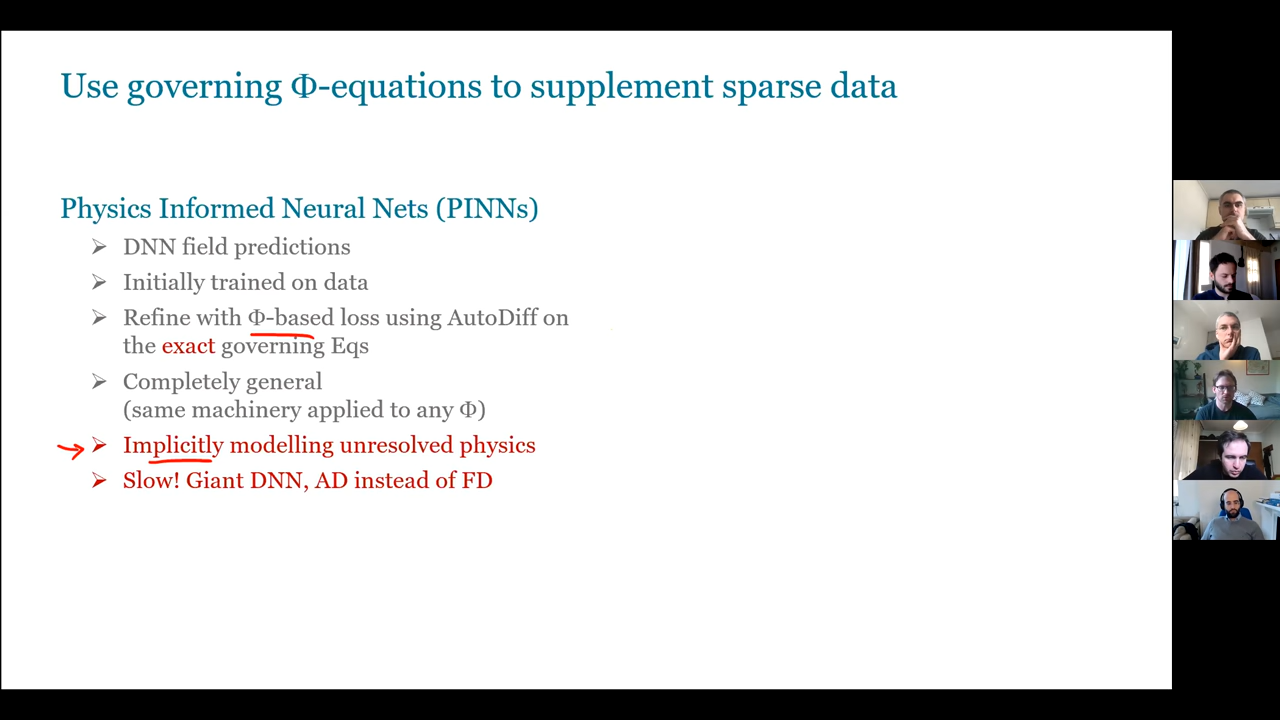 Use governing Φ-equations to supplement sparse data
Physics Informed Neural Nets (PINNs)
➢ DNN field predictions
➢ Initially trained on data
➢ Refine with Φ-based loss using AutoDiff on
the exact governing Eqs
➢ Completely general
(same machinery applied to any Φ)
➢ Implicitly modelling unresolved physics
➢ Slow! Giant DNN, AD instead of FD